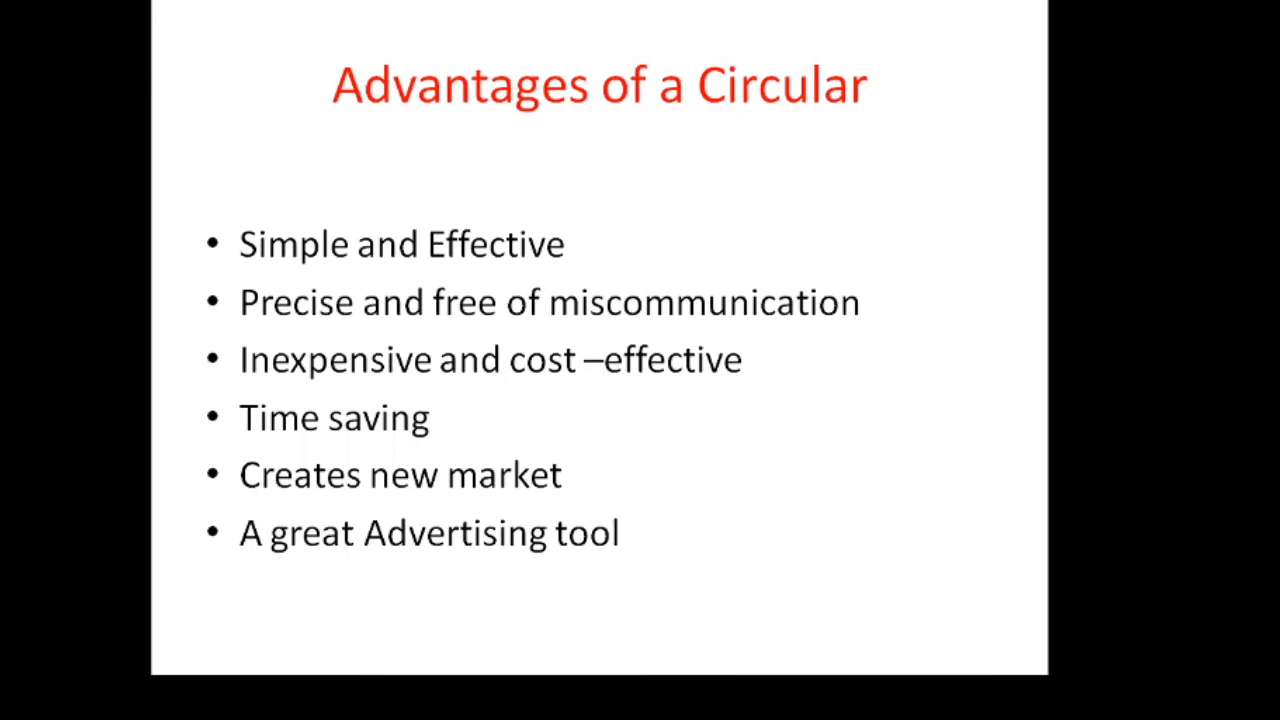 Advantages of a Circular
• Simple and Effective
• Precise and free of miscommunication
• Inexpensive and cost –effective
• Time saving
• Creates new market
• A great Advertising tool